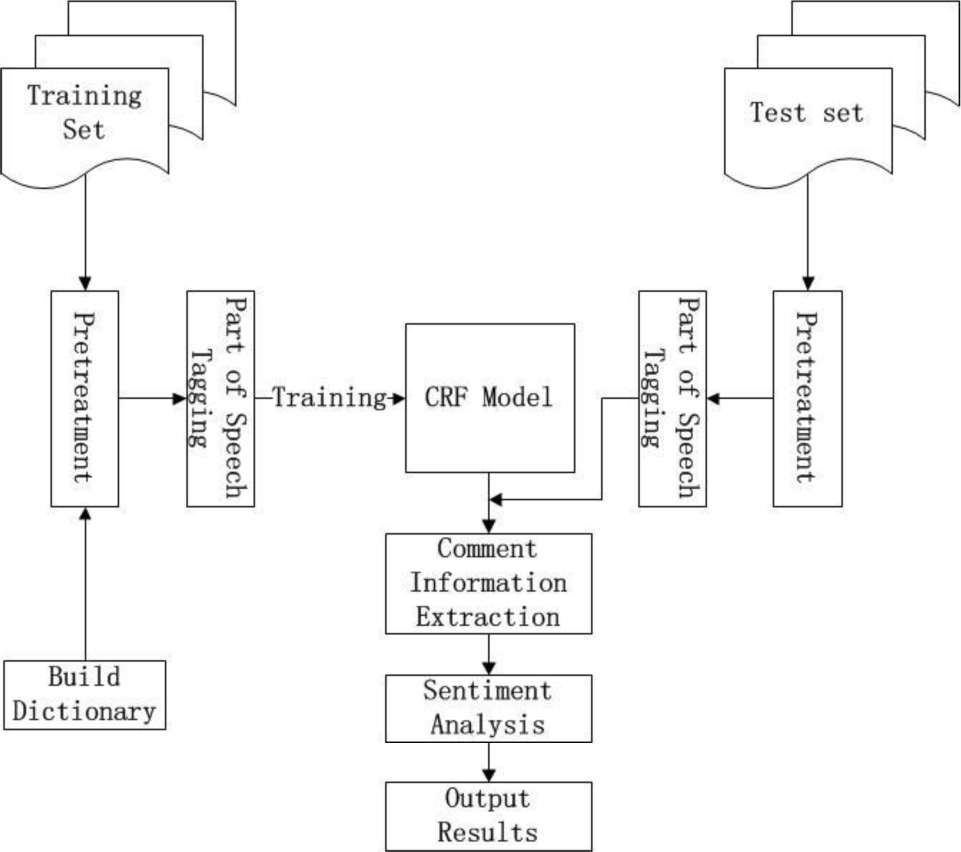 Training
Set
Test set
Pretreatment
Part of Speech
Tagging
Training
CRF Model
Part of Speech
Tagging
Pretreatment
Comment
Information
Extraction
Build
Dictionary
Sentiment
Analysis
Output
Results